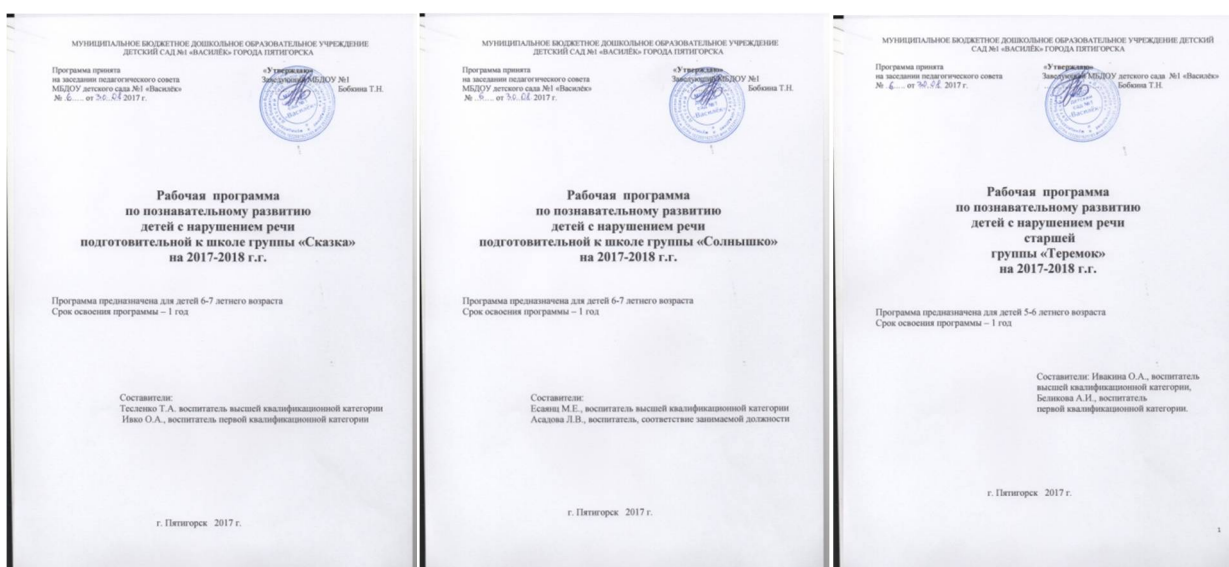 МУНИЦИПАЛЬНОЕ БЮДЖЕТНОЕ ДОШКОЛЬНОЕ ОБРАЗОВАТЕЛЬНОЕ УЧРЕЖДЕНИЕ
ДЕТСКИЙ САД №1 «ВАСИЛЁК» ГОРОДА ПЯТИГОРСКА
Программа принята
на заседании педагогического совета
МБДОУ детского сада №1 «Василёк»
№ 6 от 30.08 2017 г.
«Утверждаю»
Заведующий МБДОУ №1
Бобкина Т.Н.
Рабочая программа
по познавательному развитию
детей с нарушением речи
подготовительной к школе группы «Сказка»
на 2017-2018 г.г.
Программа предназначена для детей 6-7 летнего возраста
Срок освоения программы – 1 год
Составители:
Тесленко Т.А. воспитатель высшей квалификационной категории
Ивко О.А., воспитатель первой квалификационной категории
г. Пятигорск 2017 г.
МУНИЦИПАЛЬНОЕ БЮДЖЕТНОЕ ДОШКОЛЬНОЕ ОБРАЗОВАТЕЛЬНОЕ УЧРЕЖДЕНИЕ
ДЕТСКИЙ САД №1 «ВАСИЛЁК» ГОРОДА ПЯТИГОРСКА
Программа принята
на заседании педагогического совета
МБДОУ детского сада №1 «Василёк»
№ 6 от 30.08 2017 г.
«Утверждаю»
Заведующий МБДОУ №1
Бобкина Т.Н.
Рабочая программа
по познавательному развитию
детей с нарушением речи
подготовительной к школе группы «Солнышко»
на 2017-2018 г.г.
Программа предназначена для детей 6-7 летнего возраста
Срок освоения программы – 1 год
Составители:
Есаянц М.Е., воспитатель высшей квалификационной категории
Асадова Л.В., воспитатель, соответствие занимаемой должности
г. Пятигорск 2017 г.
МУНИЦИПАЛЬНОЕ БЮДЖЕТНОЕ ДОШКОЛЬНОЕ ОБРАЗОВАТЕЛЬНОЕ УЧРЕЖДЕНИЕ ДЕТСКИЙ
САД №1 «ВАСИЛЁК» ГОРОДА ПЯТИГОРСКА
Программа принята
на заседании педагогического совета
№ 6 от 30.08 2017 г.
«Утверждаю»
Заведующий МБДОУ детского сада №1 «Василёк»
Бобкина Т.Н.
Рабочая программа
по познавательному развитию
детей с нарушением речи
старшей
группы «Теремок»
на 2017-2018 г.г.
Программа предназначена для детей 5-6 летнего возраста
Срок освоения программы – 1 год
Составители: Ивакина О.А., воспитатель
высшей квалификационной категории,
Беликова А.И., воспитатель
первой квалификационной категории.
г. Пятигорск 2017 г.
1